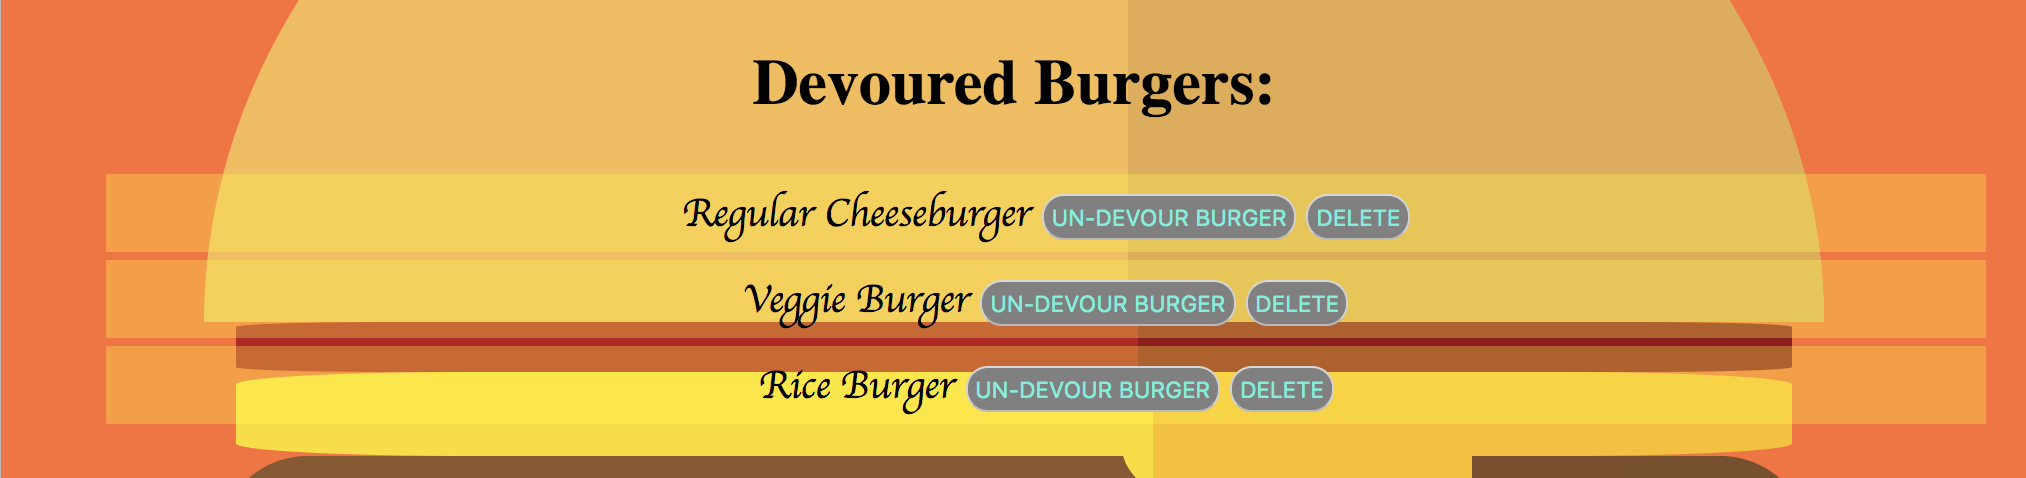 Devoured Burgers:
Regular Cheeseburger UN-DEVOUR BURGER DELETE
Veggie Burger UN-DEVOUR BURGER DELETE
Rice Burger UN-DEVOUR BURGER DELETE